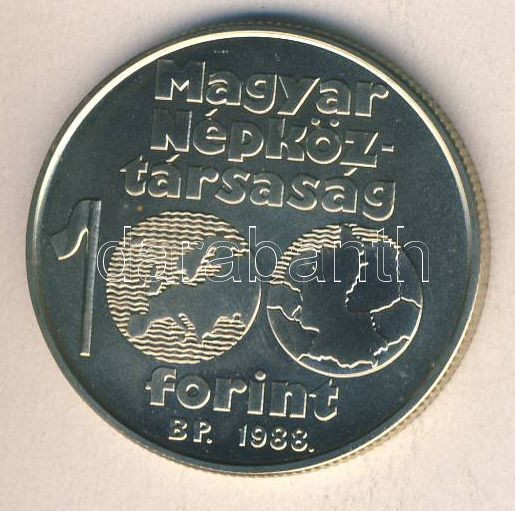 Magyar
Népköz-
társaság
100
darabanth
forint
BP. 1988.